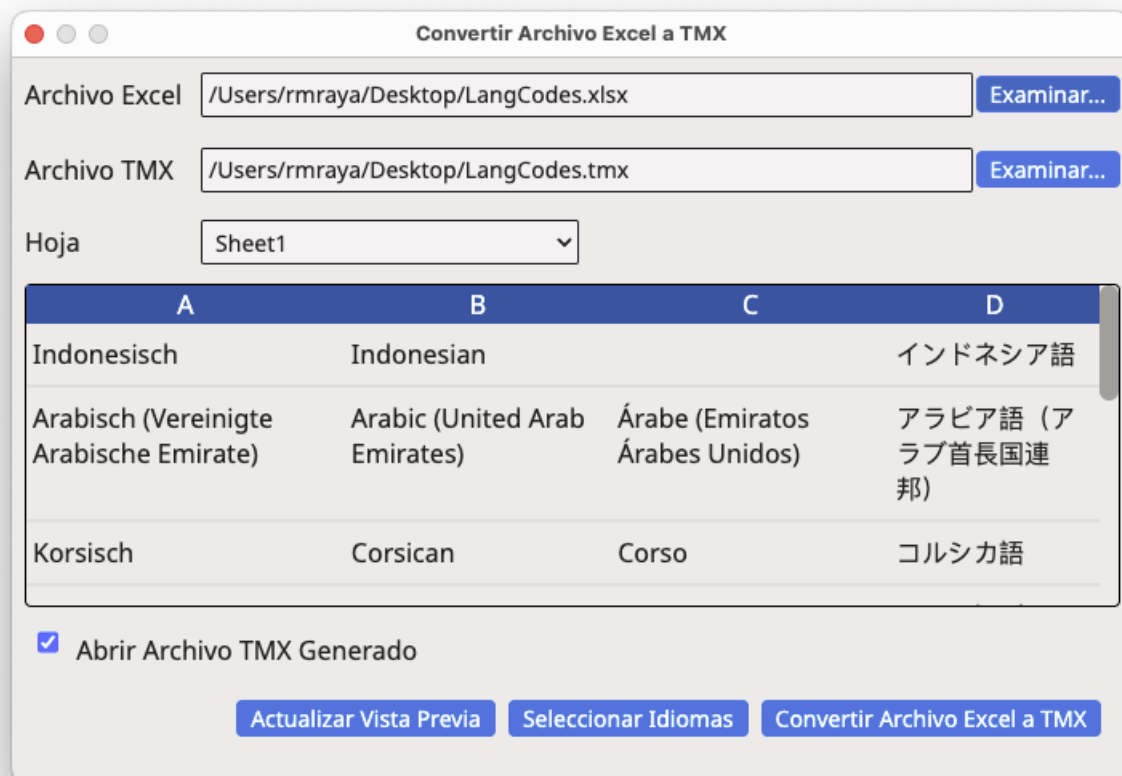 Convertir Archivo Excel a TMX
Archivo Excel /Users/rmraya/Desktop/LangCodes.xlsx Examinar...
Archivo TMX /Users/rmraya/Desktop/LangCodes.tmx Examinar...
Hoja Sheet1
A B C D
Indonesisch Indonesian インドネシア語
Arabisch (Vereinigte Arabic (United Arab Árabe (Emiratos アラビア語（ア
Arabische Emirate) Emirates) Árabes Unidos) ラブ首長国連
邦）
Korsisch Corsican Corso コルシカ語
Abrir Archivo TMX Generado
Actualizar Vista Previa Seleccionar Idiomas Convertir Archivo Excel a TMX